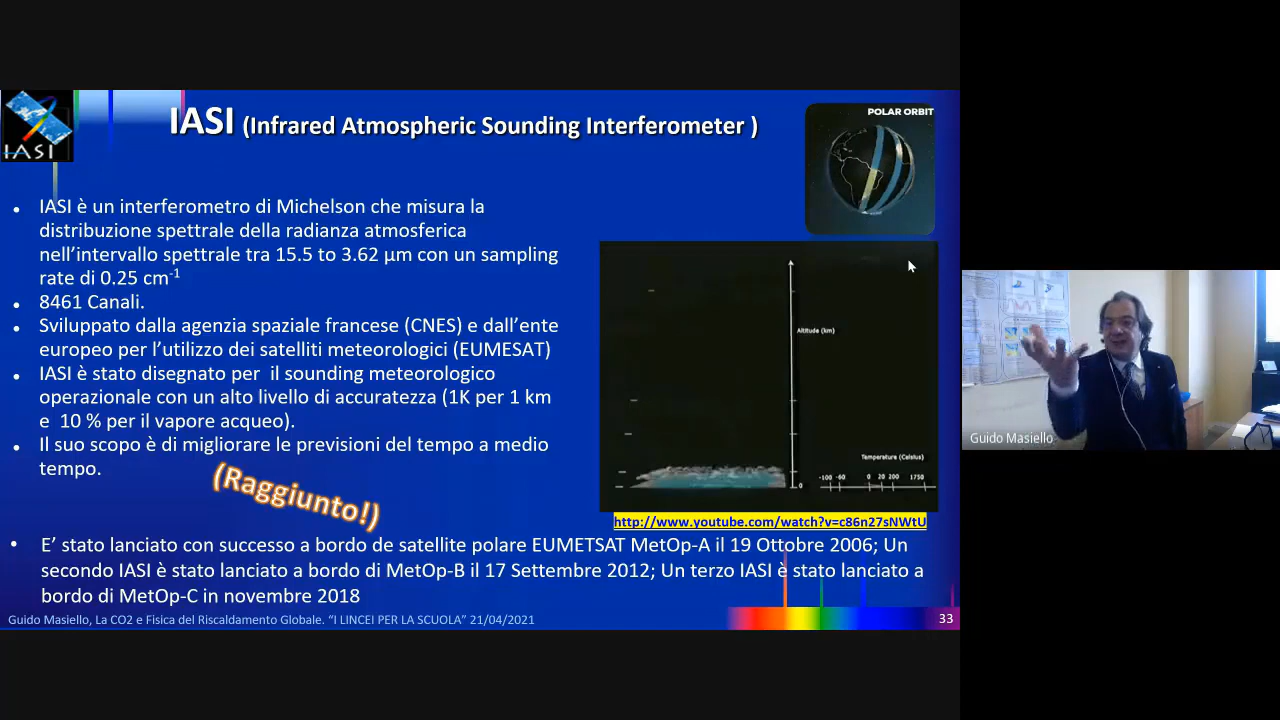 IASI
IASI (Infrared Atmospheric Sounding Interferometer )
POLAR ORBIT
• IASI è un interferometro di Michelson che misura la
distribuzione spettrale della radianza atmosferica
nell’intervallo spettrale tra 15.5 to 3.62 µm con un sampling
rate di 0.25 cm⁻¹
• 8461 Canali.
• Sviluppato dalla agenzia spaziale francese (CNES) e dall’ente
europeo per l’utilizzo dei satelliti meteorologici (EUMESAT)
• IASI è stato disegnato per il sounding meteorologico
operazionale con un alto livello di accuratezza (1K per 1 km
e 10 % per il vapore acqueo).
• Il suo scopo è di migliorare le previsioni del tempo a medio
tempo.
(Raggiunto!)
Altitude (km)
Temperature (Celsius)
-100 -60 0 20 200 1750
0
http://www.youtube.com/watch?v=c86n27sNWtU
• E’ stato lanciato con successo a bordo de satellite polare EUMETSAT MetOp-A il 19 Ottobre 2006; Un
secondo IASI è stato lanciato a bordo di MetOp-B il 17 Settembre 2012; Un terzo IASI è stato lanciato a
bordo di MetOp-C in novembre 2018
Guido Masiello, La CO2 e Fisica del Riscaldamento Globale. “I LINCEI PER LA SCUOLA” 21/04/2021
33
Guido Masiello